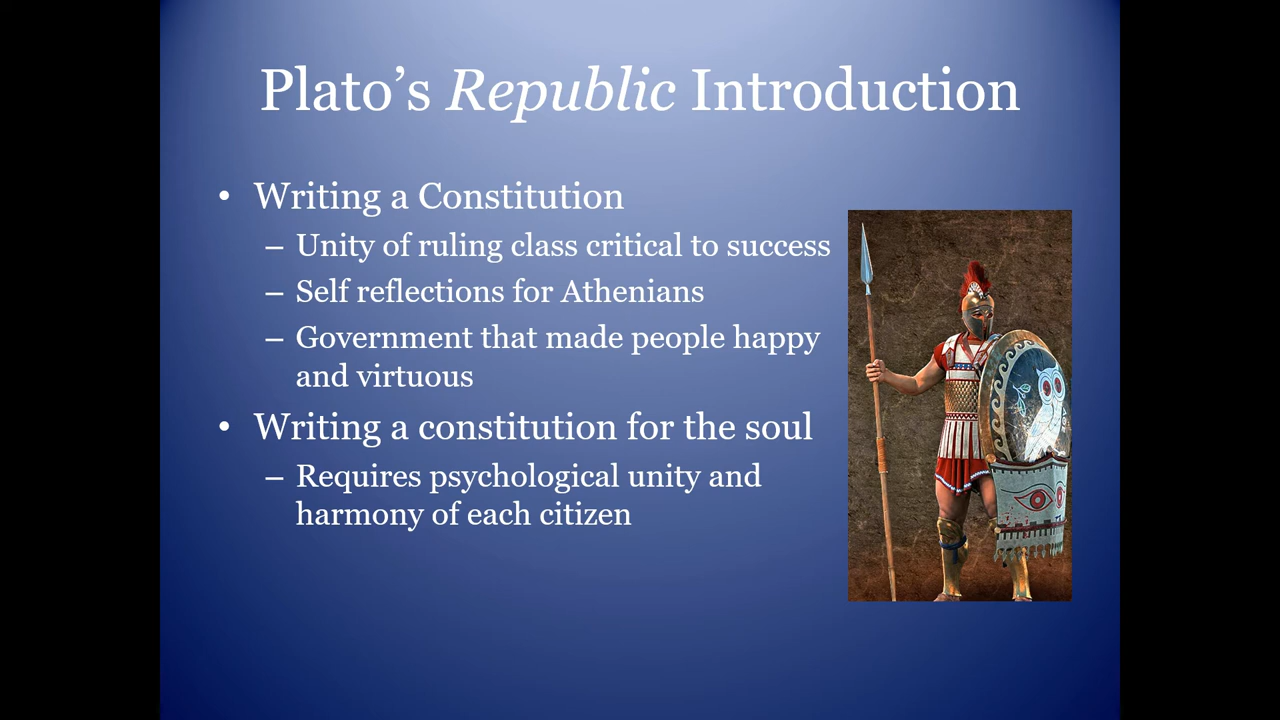 Plato’s Republic Introduction
• Writing a Constitution
– Unity of ruling class critical to success
– Self reflections for Athenians
– Government that made people happy
and virtuous
• Writing a constitution for the soul
– Requires psychological unity and
harmony of each citizen